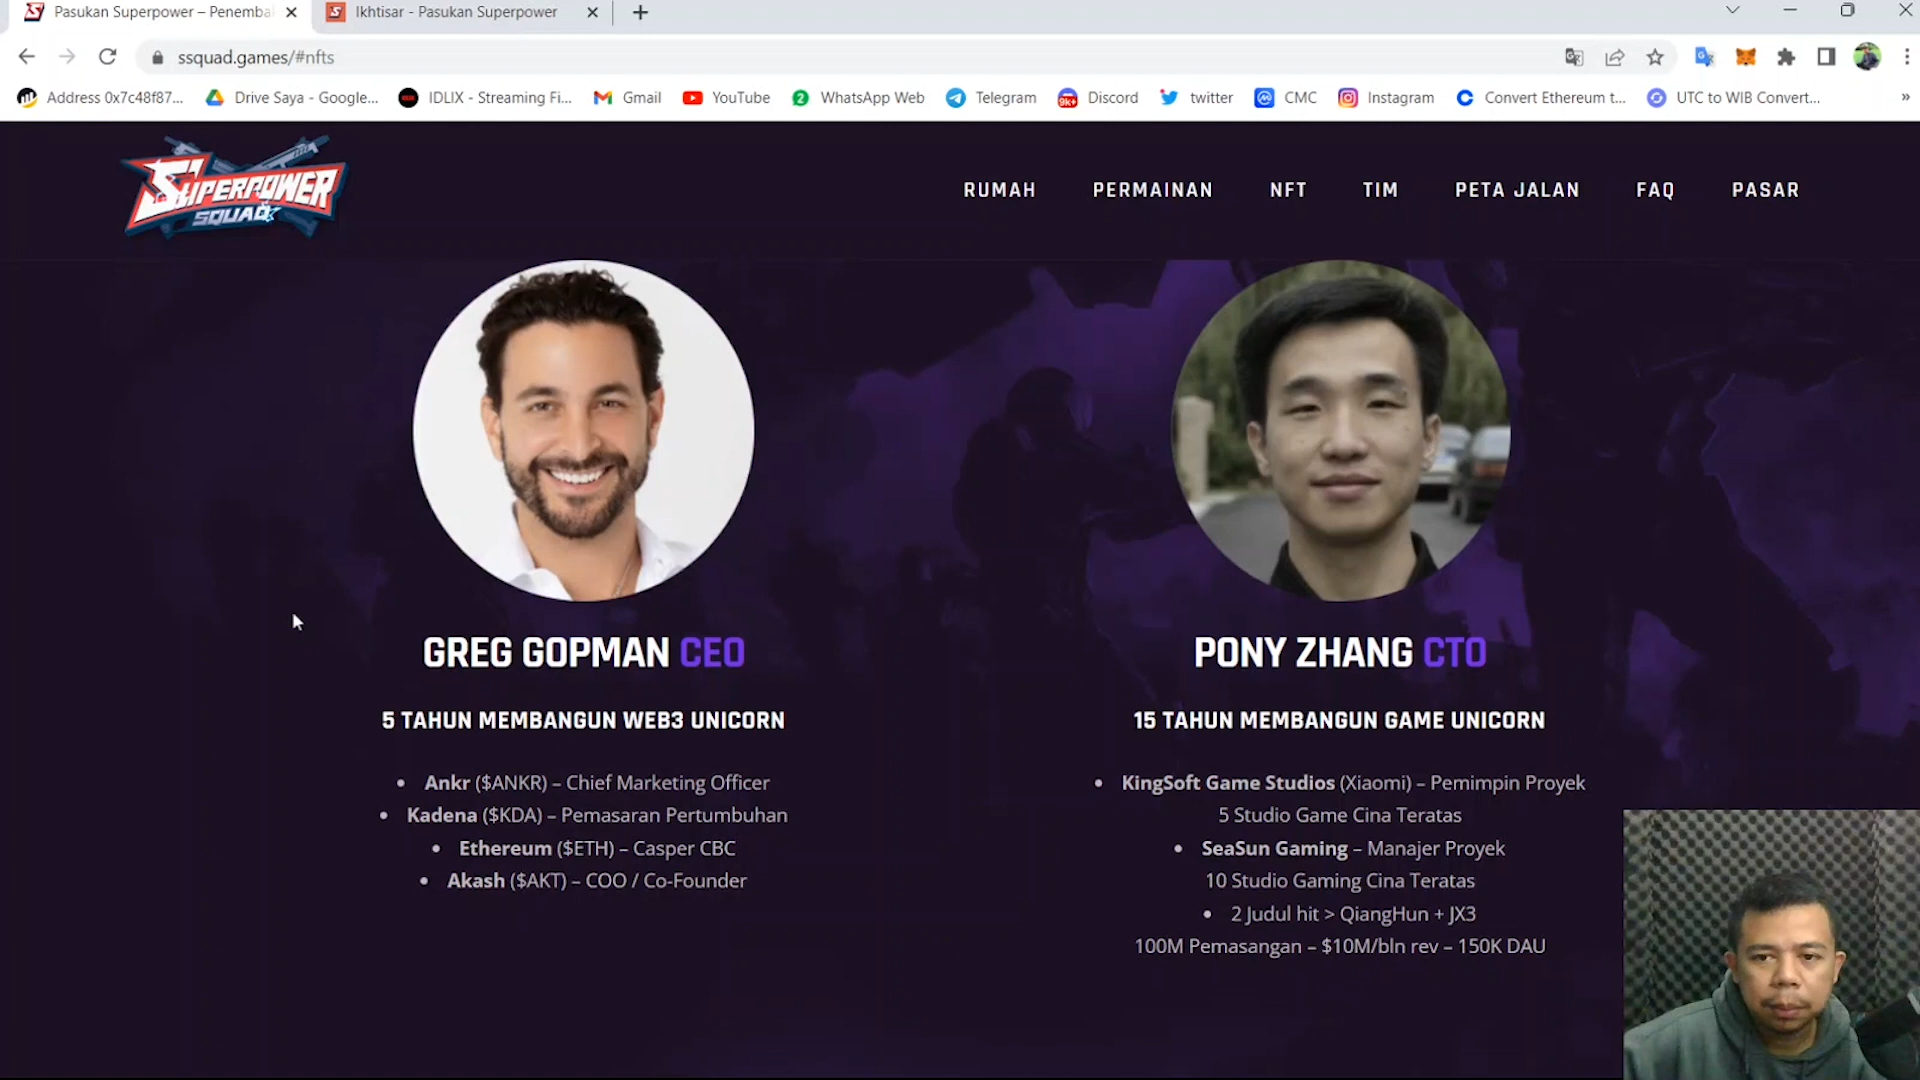 Pasukan Superpower – Penemba
Ikhtisar - Pasukan Superpower
ssquad.games/#nfts
Address 0x7c48f87...
Drive Saya - Google...
IDLIX - Streaming Fi...
Gmail
YouTube
2
WhatsApp Web
Telegram
9k+
Discord
twitter
CMC
Instagram
Convert Ethereum t...
UTC to WIB Convert...
»
SUPERPOWER
SQUAD
RUMAH
PERMAINAN
NFT
TIM
PETA JALAN
FAQ
PASAR
GREG GOPMAN CEO
5 TAHUN MEMBANGUN WEB3 UNICORN
• Ankr ($ANKR) – Chief Marketing Officer
• Kadena ($KDA) – Pemasaran Pertumbuhan
• Ethereum ($ETH) – Casper CBC
• Akash ($AKT) – COO / Co-Founder
PONY ZHANG CTO
15 TAHUN MEMBANGUN GAME UNICORN
• KingSoft Game Studios (Xiaomi) – Pemimpin Proyek
5 Studio Game Cina Teratas
• SeaSun Gaming – Manajer Proyek
10 Studio Gaming Cina Teratas
• 2 Judul hit > QiangHun + JX3
100M Pemasangan – $10M/bln rev – 150K DAU